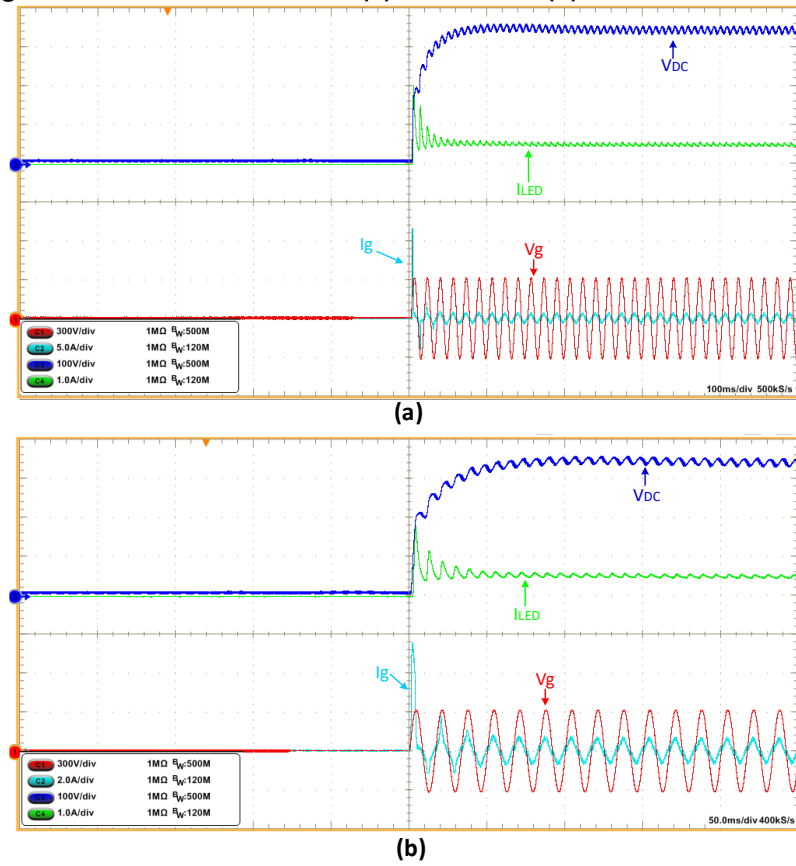 VDC
ILED
Ig
Vg
C1 300V/div 1MΩ BW:500M
C2 5.0A/div 1MΩ BW:120M
C3 100V/div 1MΩ BW:500M
C4 1.0A/div 1MΩ BW:120M
100ms/div 500kS/s
(a)
VDC
ILED
Ig
Vg
C1 300V/div 1MΩ BW:500M
C2 2.0A/div 1MΩ BW:120M
C3 100V/div 1MΩ BW:500M
C4 1.0A/div 1MΩ BW:120M
50.0ms/div 400kS/s
(b)